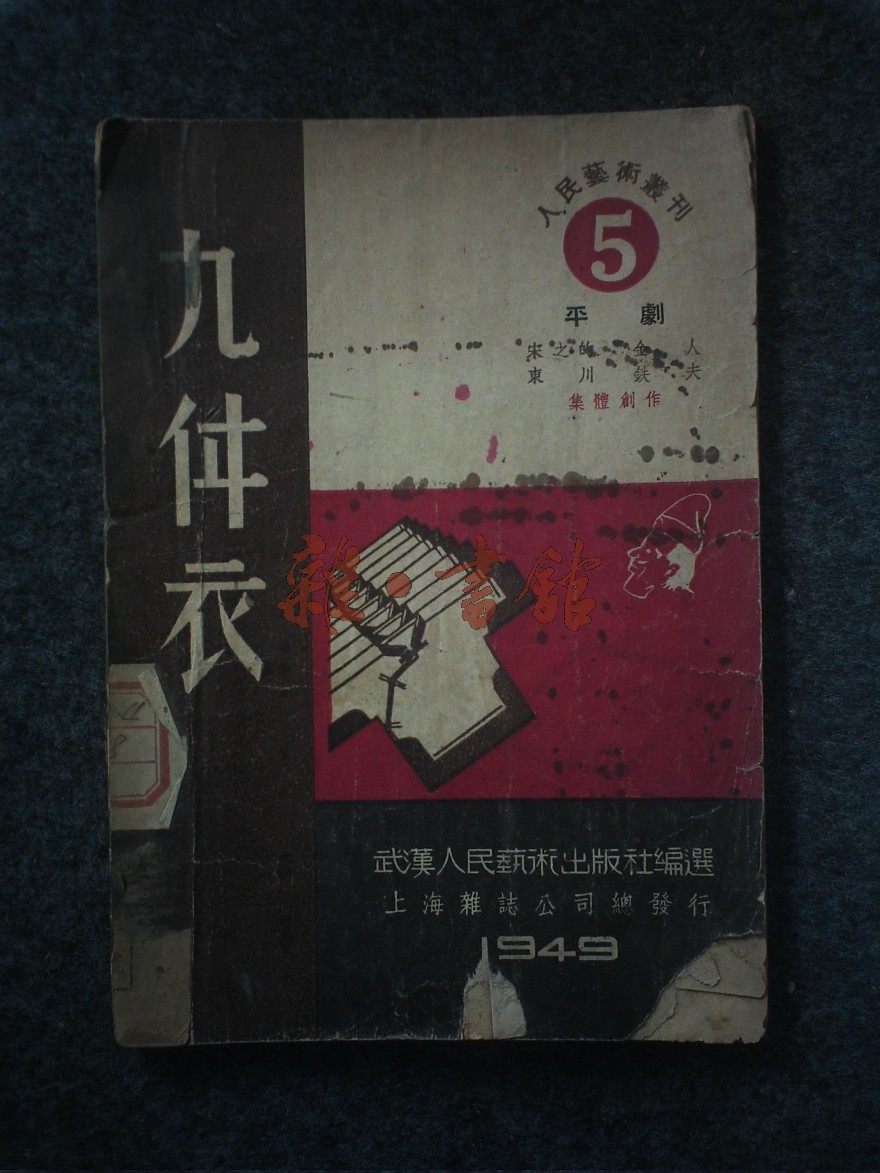 九件衣
人民藝術叢刊
5
平劇
宋之的 金人
東川 鉄夫
集體創作
雜·書館
武漢人民藝術出版社編選
上海雜誌公司總發行
1949